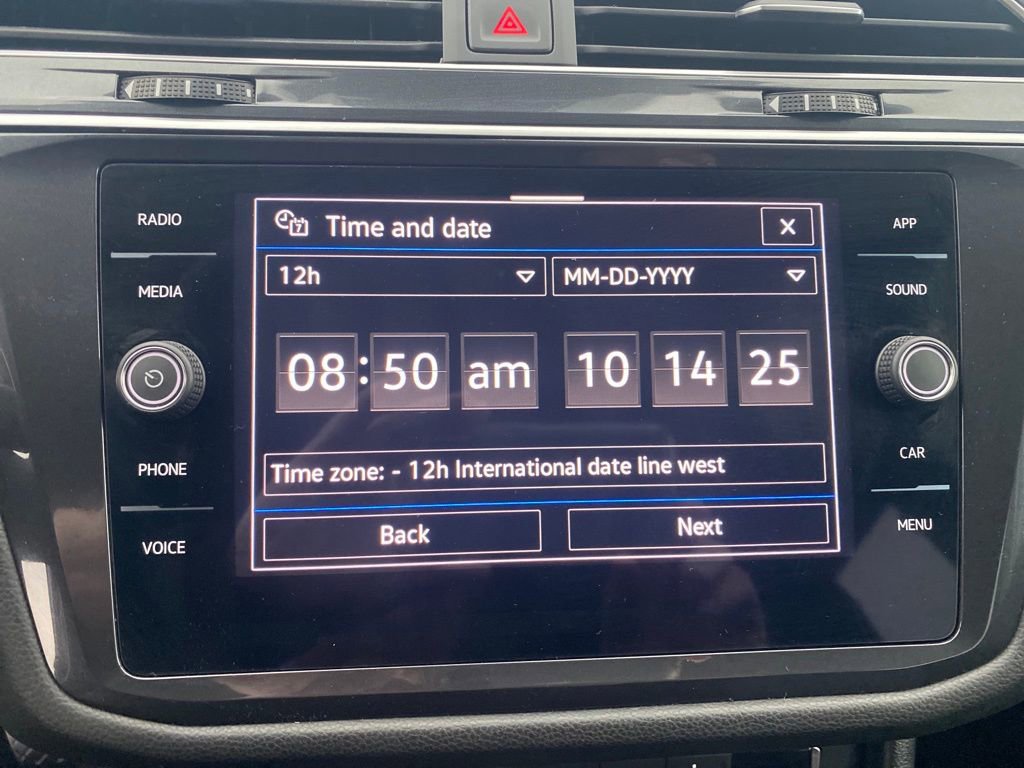 RADIO
MEDIA
PHONE
VOICE
7 Time and date X
12h MM-DD-YYYY
08:50 am 10 14 25
Time zone: - 12h International date line west
Back Next
APP
SOUND
CAR
MENU